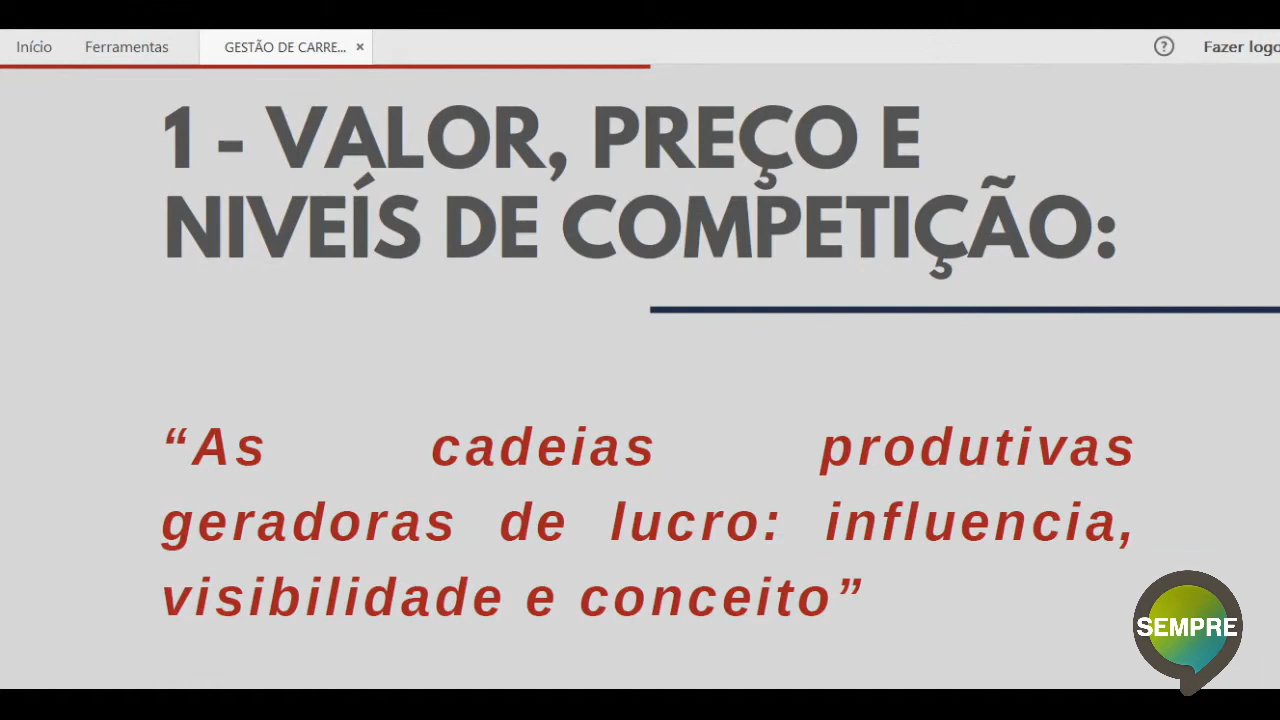 Início Ferramentas GESTÃO DE CARRE... × ? Fazer logo
1 - VALOR, PREÇO E
NIVEÍS DE COMPETIÇÃO:
“As cadeias produtivas
geradoras de lucro: influencia,
visibilidade e conceito”
SEMPRE